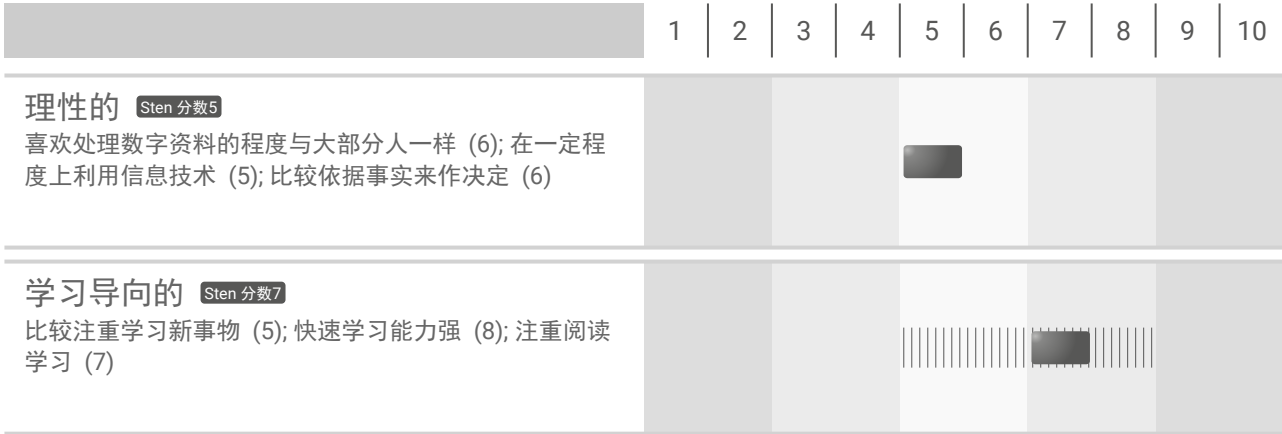 1 2 3 4 5 6 7 8 9 10
理性的 Sten 分数5
喜欢处理数字资料的程度与大部分人一样 (6); 在一定程
度上利用信息技术 (5); 比较依据事实来作决定 (6)
学习导向的 Sten 分数7
比较注重学习新事物 (5); 快速学习能力强 (8); 注重阅读
学习 (7)